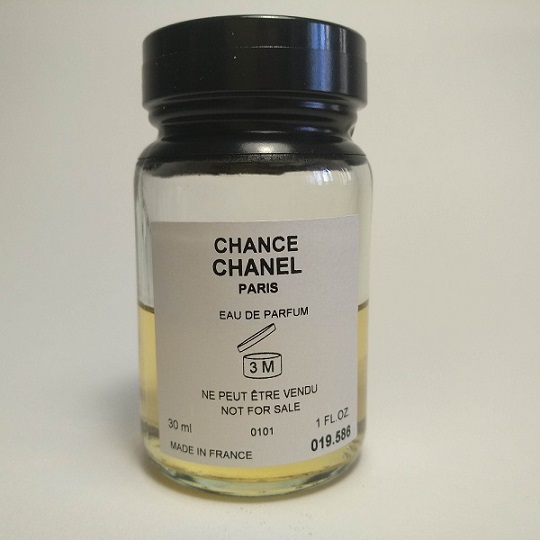 CHANCE
CHANEL
PARIS
EAU DE PARFUM
3 M
NE PEUT ÊTRE VENDU
NOT FOR SALE
30 ml 1 FL OZ
0101
MADE IN FRANCE 019.586